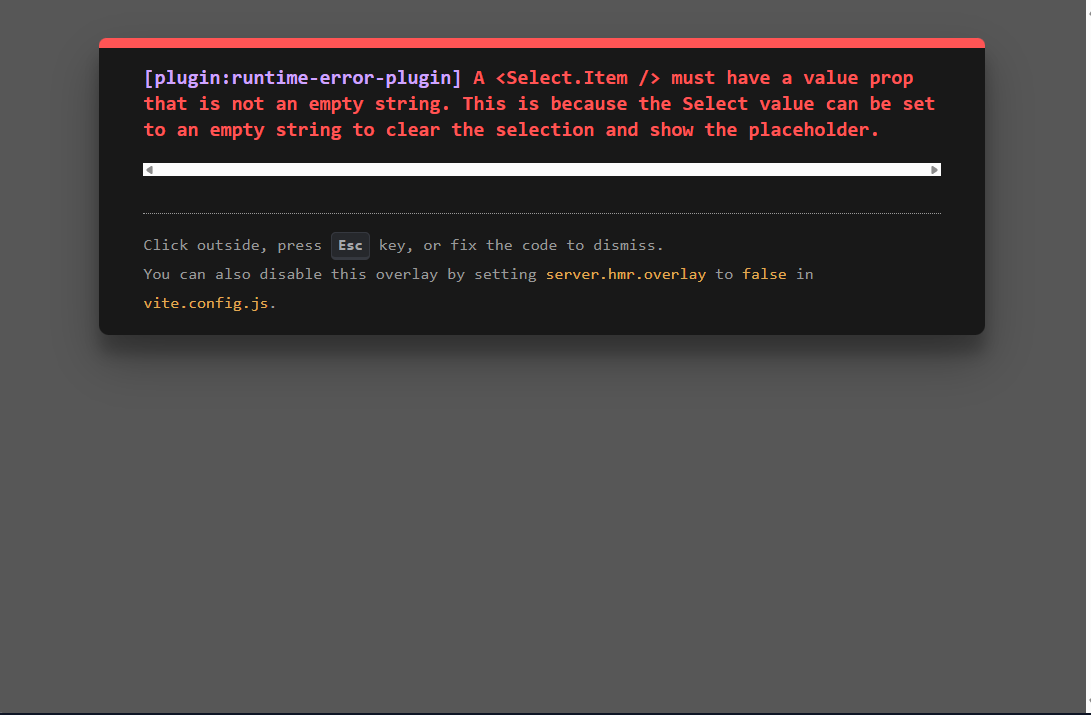 [plugin:runtime-error-plugin] A <Select.Item /> must have a value prop
that is not an empty string. This is because the Select value can be set
to an empty string to clear the selection and show the placeholder.
Click outside, press Esc key, or fix the code to dismiss.
You can also disable this overlay by setting server.hmr.overlay to false in
vite.config.js.